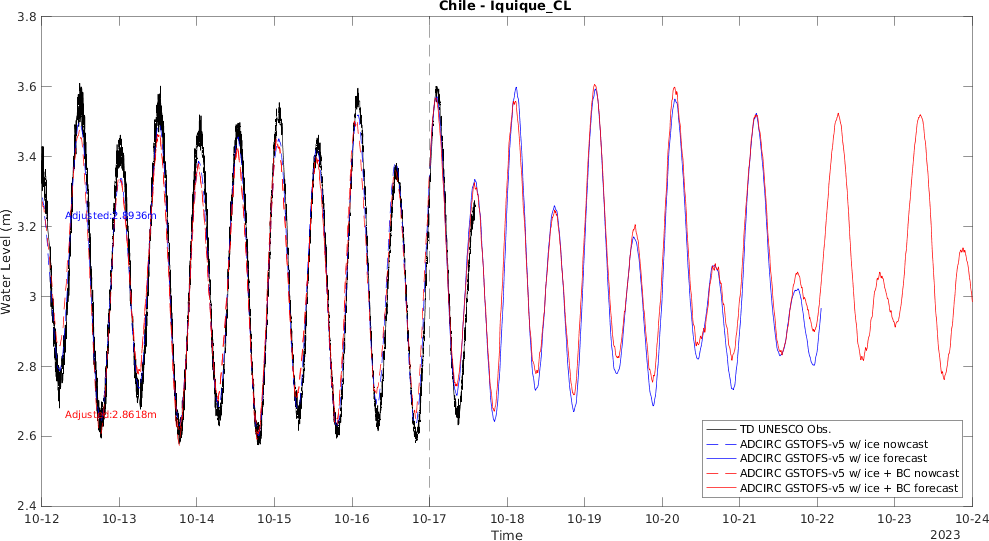 Chile - Iquique_CL
3.8
3.6
3.4
3.2
3
2.8
2.6
2.4
Water Level (m)
Adjusted:2.8936m
Adjusted:2.8618m
TD UNESCO Obs.
ADCIRC GSTOFS-v5 w/ ice nowcast
ADCIRC GSTOFS-v5 w/ ice forecast
ADCIRC GSTOFS-v5 w/ ice + BC nowcast
ADCIRC GSTOFS-v5 w/ ice + BC forecast
10-12 10-13 10-14 10-15 10-16 10-17 10-18 10-19 10-20 10-21 10-22 10-23 10-24
Time
2023